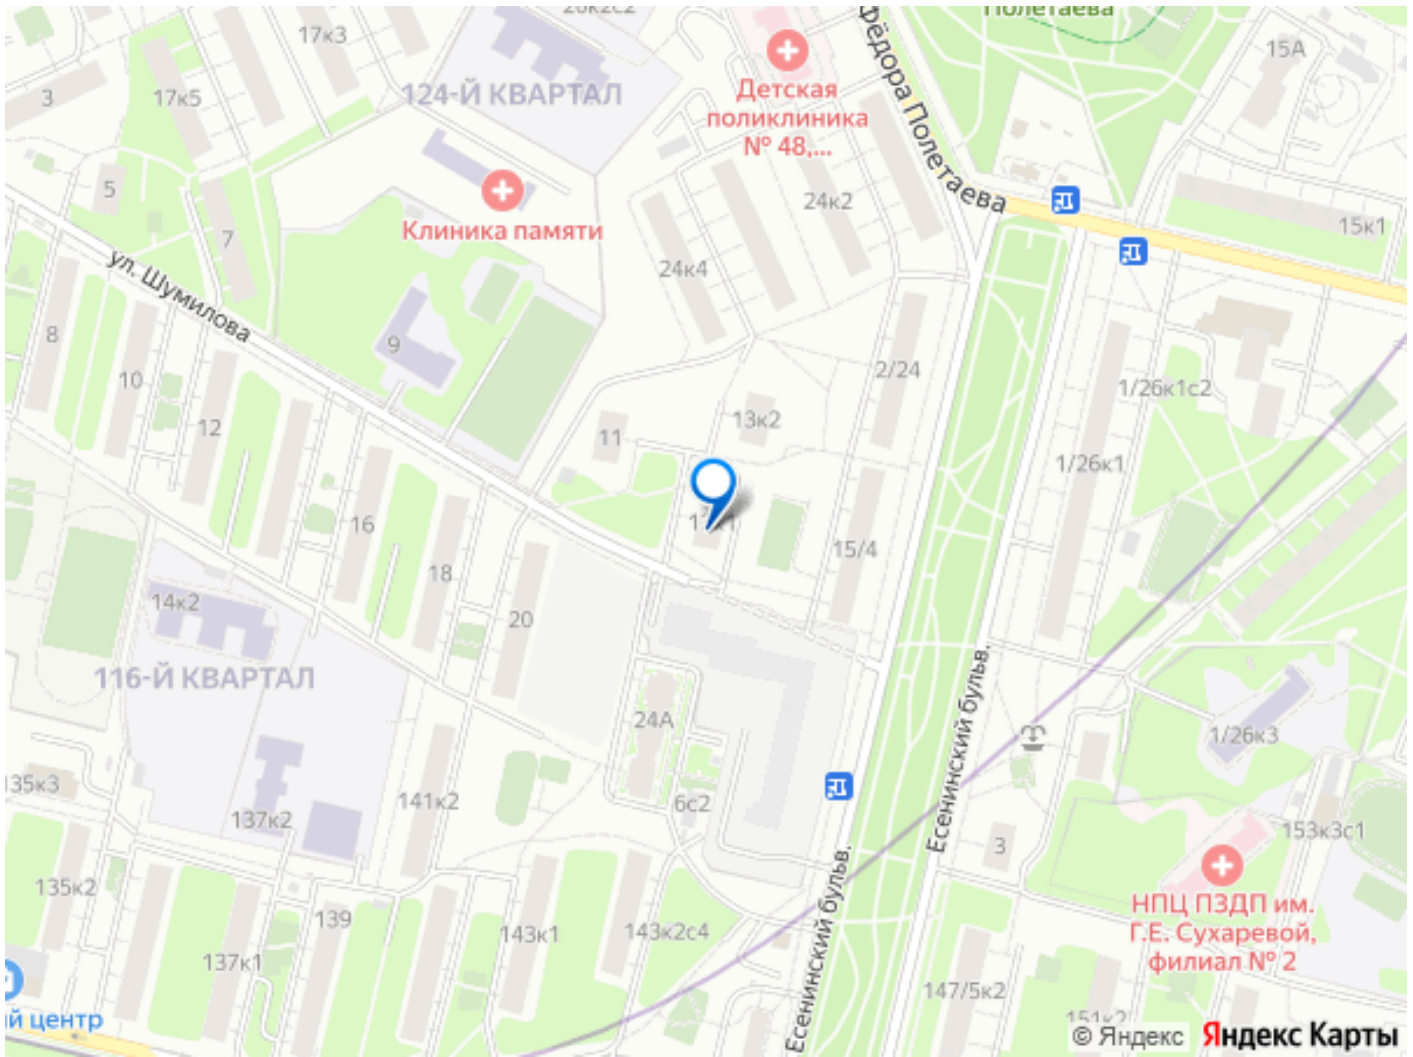 17к3
Полетаева
15А
3
17к5
124-Й КВАРТАЛ
Детская
поликлиника
№ 48,...
Фёдора Полетаева
5
24к2
Клиника памяти
7
15к1
ул. Шумилова
24к4
8
9
10
2/24
1/26к1с2
12
11
13к2
1/26к1
16
15/4
18
14к2
20
116-Й КВАРТАЛ
24А
1/26к3
Есенинский бульв.
35к3
141к2
6с2
137к2
3
153к3с1
135к2
139
143к1
143к2с4
НПЦ ПЗДП им.
Г.Е. Сухаревой,
филиал № 2
137к1
Есенинский бульв.
147/5к2
й центр
151к2
© Яндекс Яндекс Карты